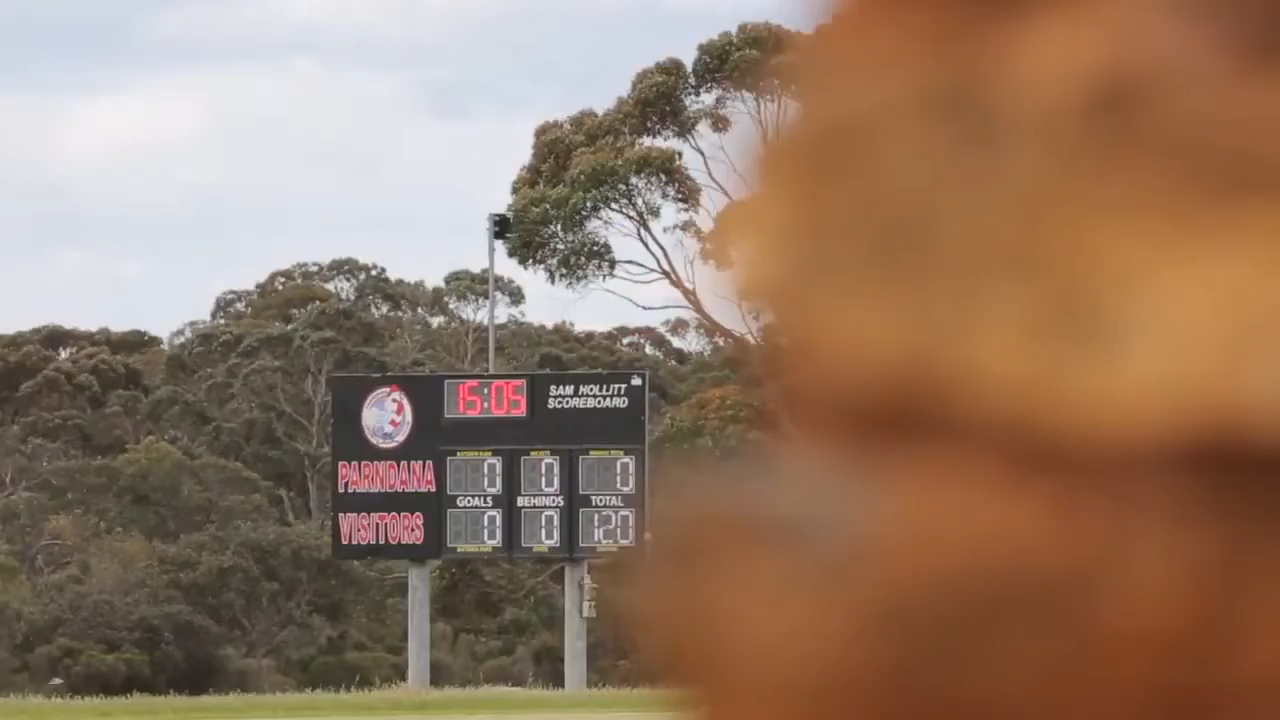 15:05
SAM HOLLITT
SCOREBOARD
PARNDANA
0 0 0
GOALS BEHINDS TOTAL
VISITORS
0 0 120